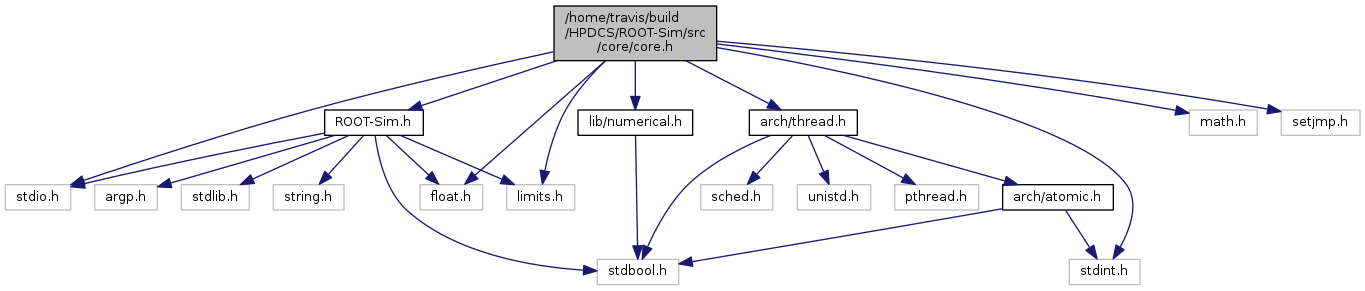 /home/travis/build
/HPDCS/ROOT-Sim/src
/core/core.h
ROOT-Sim.h
lib/numerical.h
arch/thread.h
math.h
setjmp.h
stdio.h
argp.h
stdlib.h
string.h
float.h
limits.h
sched.h
unistd.h
pthread.h
arch/atomic.h
stdbool.h
stdint.h